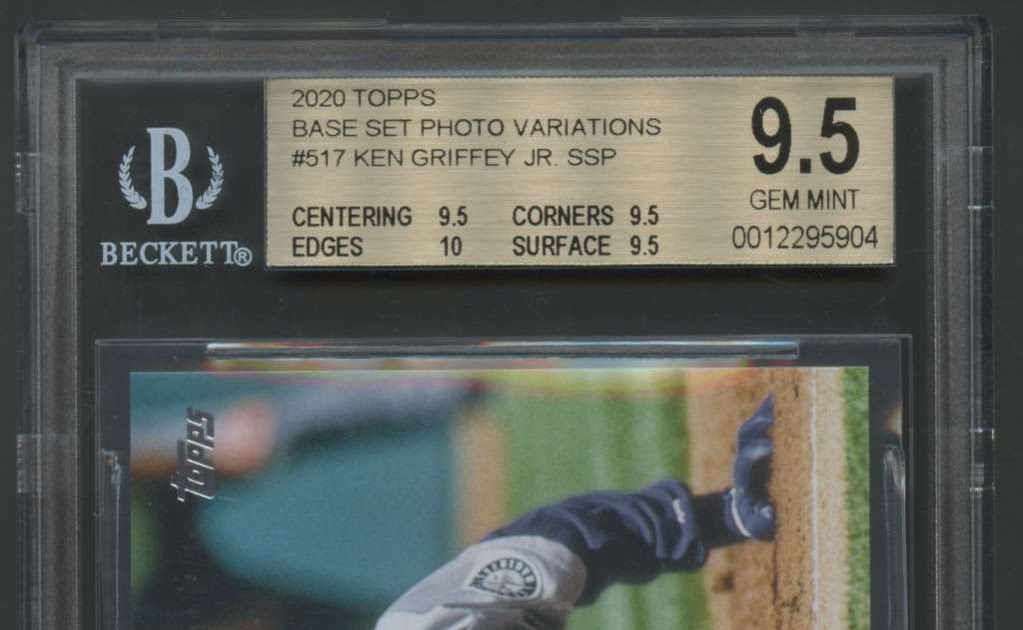 2020 TOPPS
BASE SET PHOTO VARIATIONS
#517 KEN GRIFFEY JR. SSP
CENTERING 9.5 CORNERS 9.5
EDGES 10 SURFACE 9.5
9.5
GEM MINT
0012295904
B
BECKETT®
topps